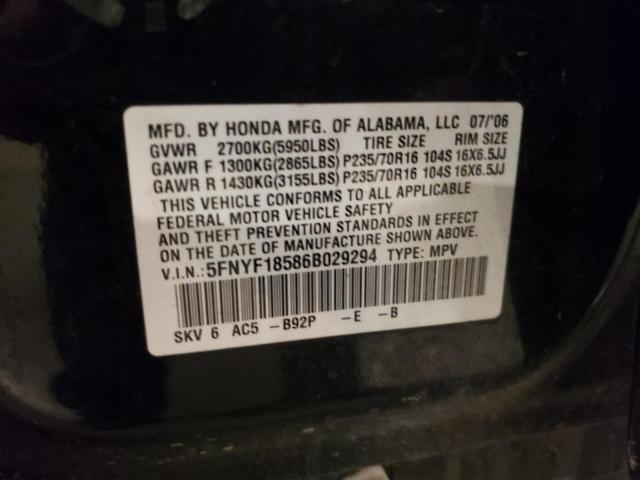 MFD. BY HONDA MFG. OF ALABAMA, LLC 07/'06
GVWR 2700KG(5950LBS) TIRE SIZE RIM SIZE
GAWR F 1300KG(2865LBS) P235/70R16 104S 16X6.5JJ
GAWR R 1430KG(3155LBS) P235/70R16 104S 16X6.5JJ
THIS VEHICLE CONFORMS TO ALL APPLICABLE
FEDERAL MOTOR VEHICLE SAFETY
AND THEFT PREVENTION STANDARDS IN EFFECT
ON THE DATE OF MANUFACTURE SHOWN ABOVE.
V.I.N.:5FNYF18586B029294 TYPE: MPV
SKV 6 AC5 -B92P -E -B